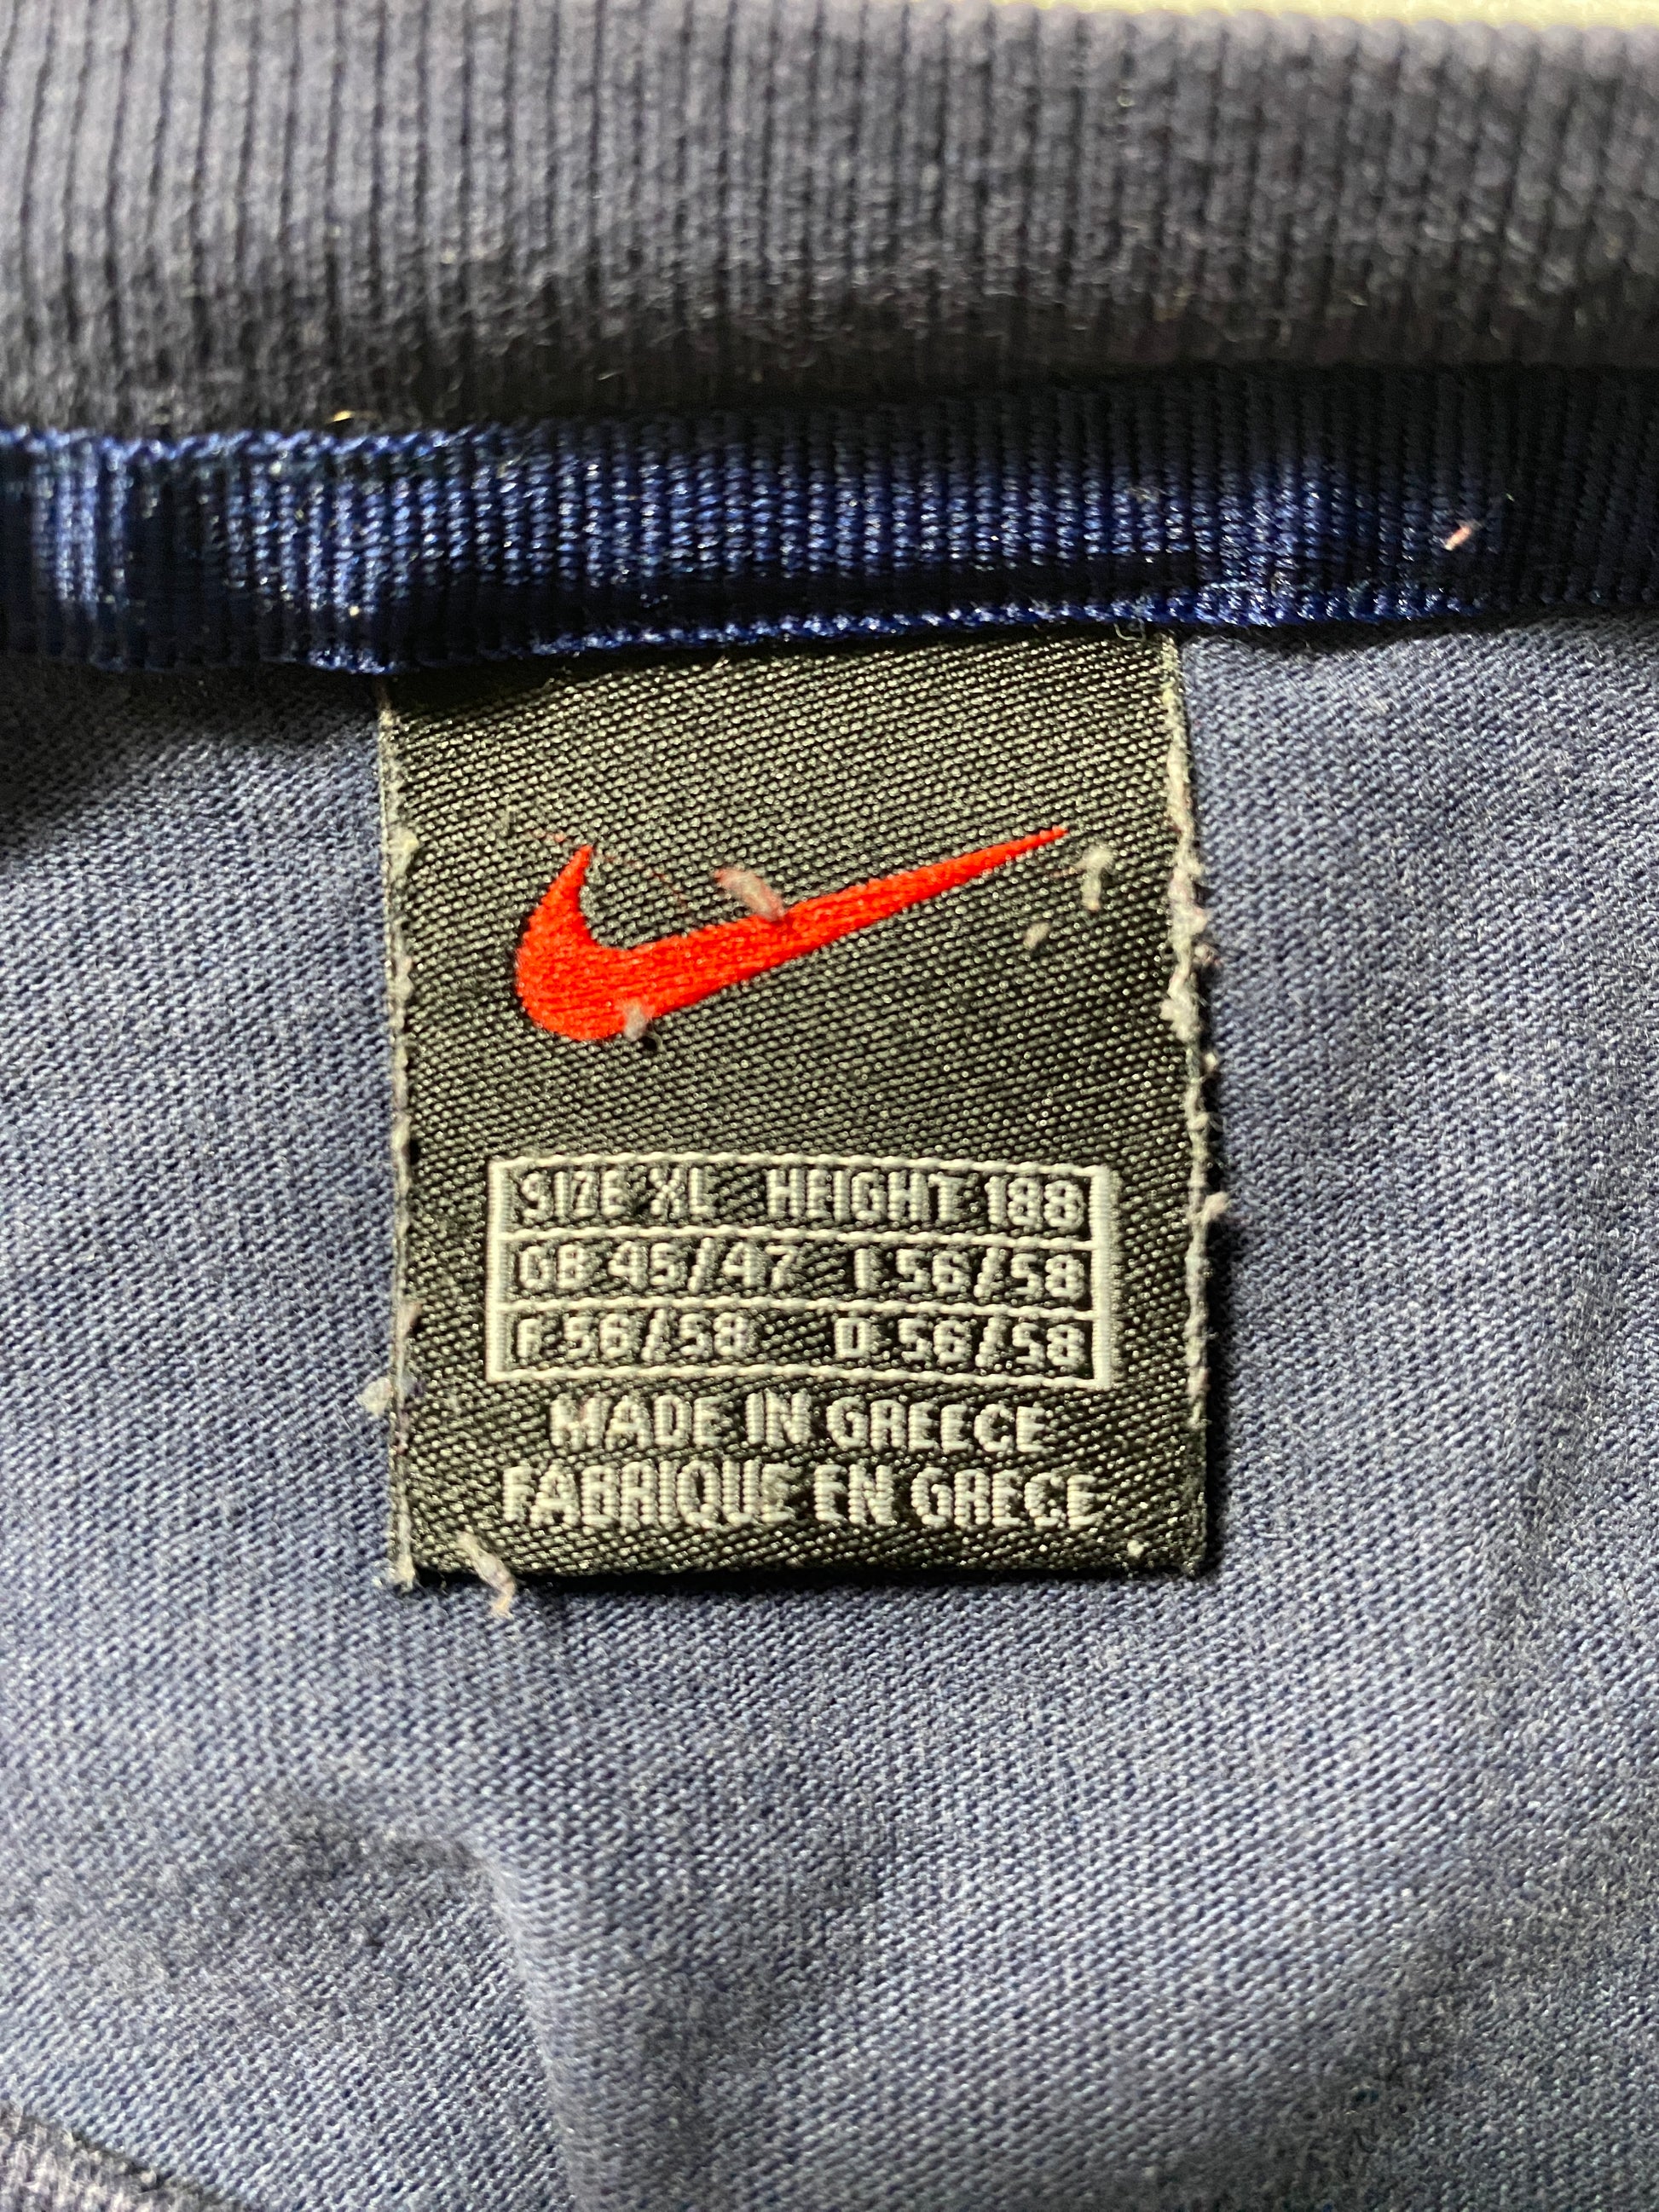 SIZE XL HEIGHT 188
GB 45/47 I 56/58
F 56/58 D 56/58
MADE IN GREECE
FABRIQUE EN GRECE